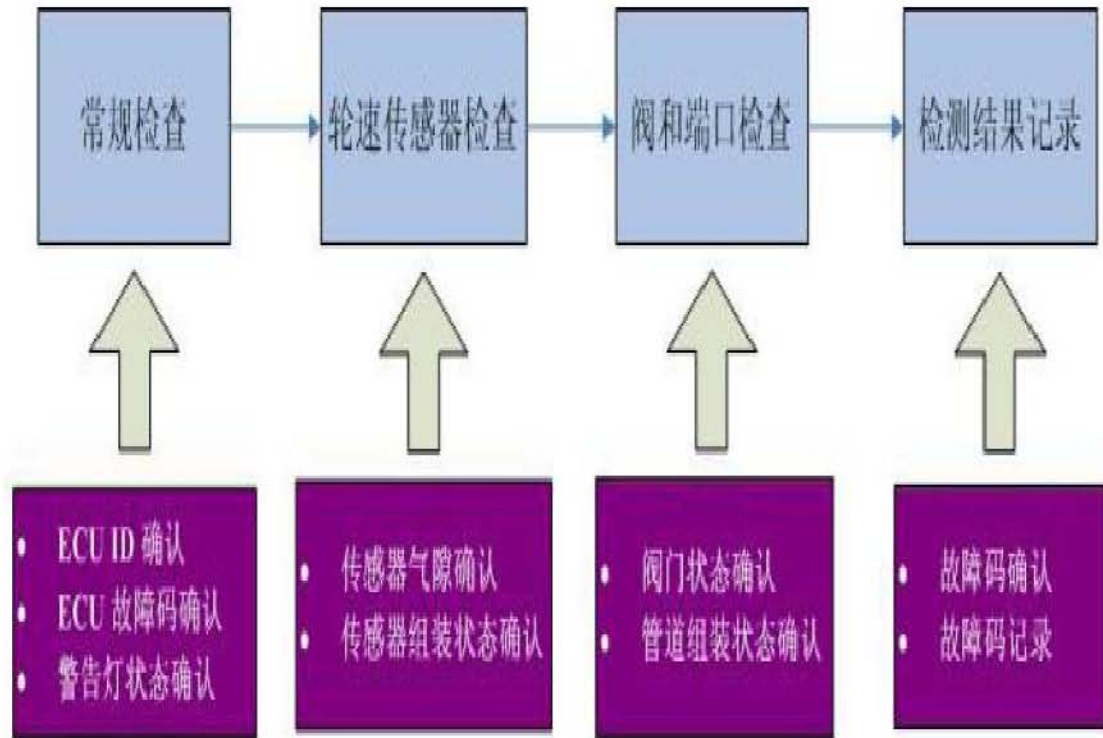 常规检查
轮速传感器检查
阀和端口检查
检测结果记录
• ECU ID 确认
• ECU 故障码确认
• 警告灯状态确认
• 传感器气隙确认
• 传感器组装状态确认
• 阀门状态确认
• 管道组装状态确认
• 故障码确认
• 故障码记录